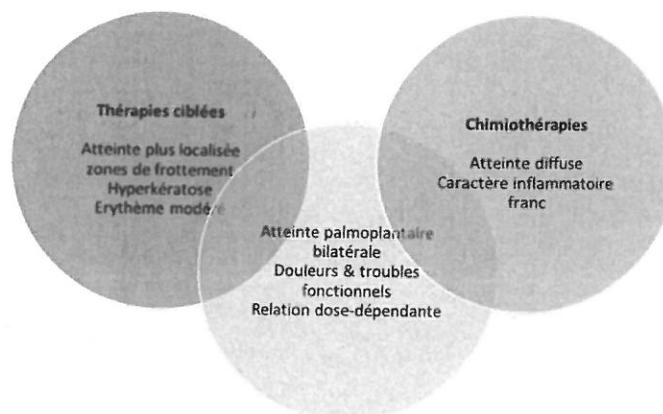 Thérapies ciblées
Atteinte plus localisée
zones de frottement
Hyperkératose
Erythème modéré
Chimiothérapies
Atteinte diffuse
Caractère inflammatoire
franc
Atteinte palmoplantaire
bilatérale
Douleurs & troubles
fonctionnels
Relation dose-dépendante